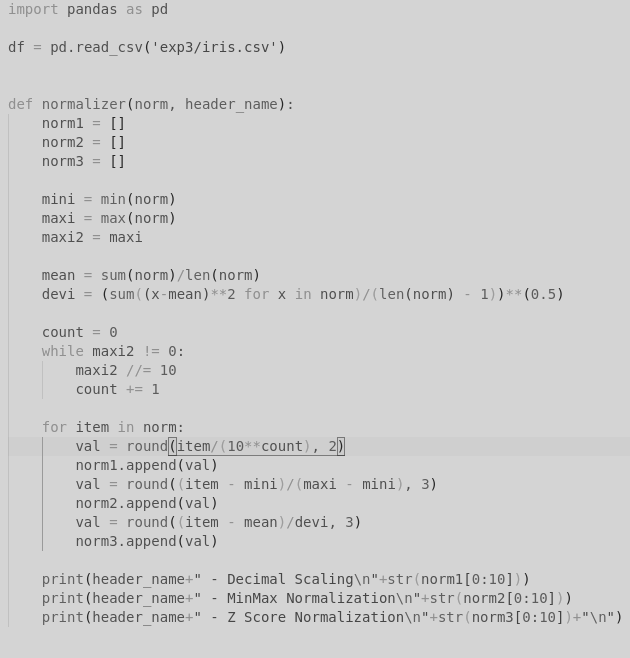 import pandas as pd
df = pd.read_csv('exp3/iris.csv')
def normalizer(norm, header_name):
    norm1 = []
    norm2 = []
    norm3 = []
    mini = min(norm)
    maxi = max(norm)
    maxi2 = maxi
    mean = sum(norm)/len(norm)
    devi = (sum((x-mean)**2 for x in norm)/(len(norm) - 1))**(0.5)
    count = 0
    while maxi2 != 0:
        maxi2 //= 10
        count += 1
    for item in norm:
        val = round(item/(10**count), 2)
        norm1.append(val)
        val = round((item - mini)/(maxi - mini), 3)
        norm2.append(val)
        val = round((item - mean)/devi, 3)
        norm3.append(val)
    print(header_name+" - Decimal Scaling\n"+str(norm1[0:10]))
    print(header_name+" - MinMax Normalization\n"+str(norm2[0:10]))
    print(header_name+" - Z Score Normalization\n"+str(norm3[0:10])+"\n")